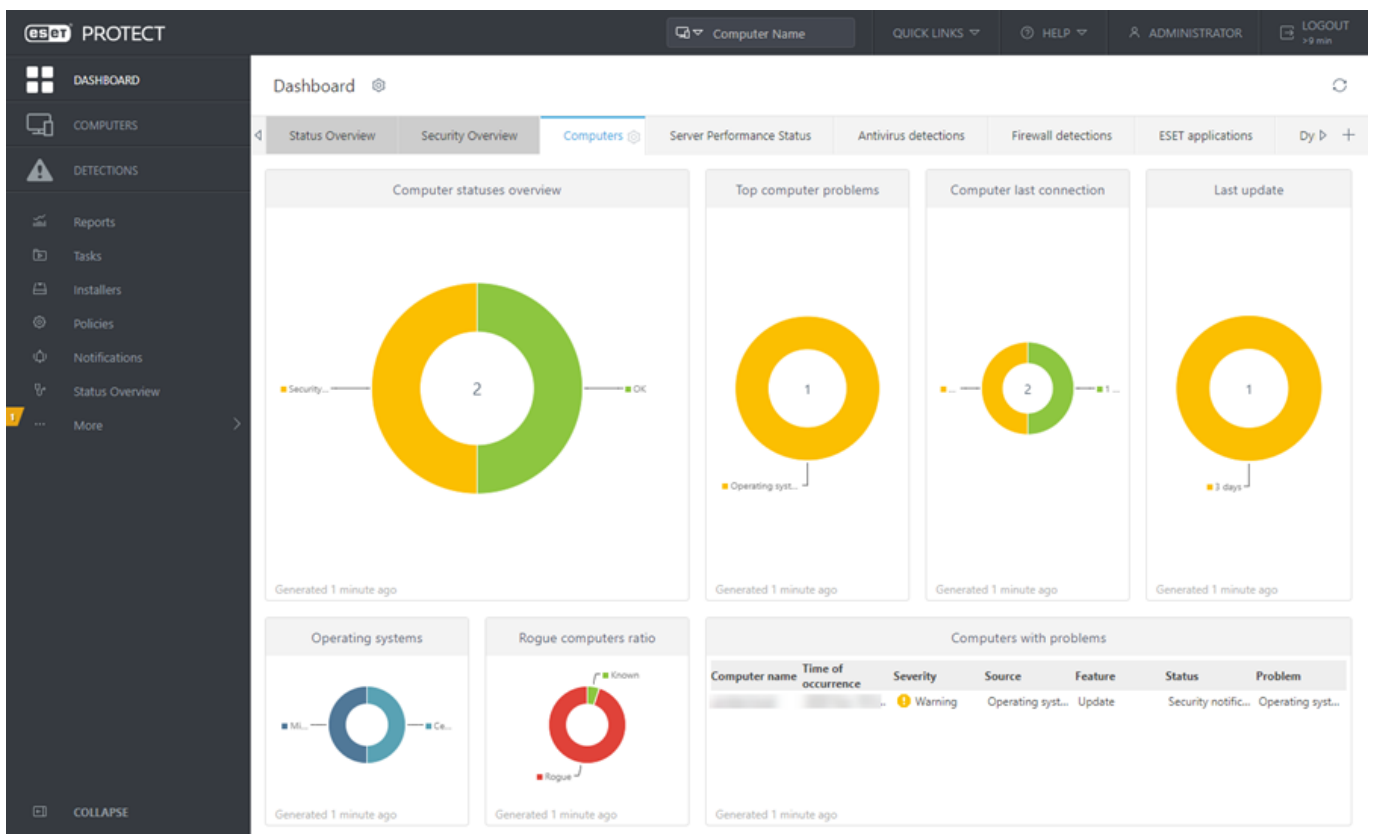 eset PROTECT
Computer Name
QUICK LINKS
HELP
ADMINISTRATOR
LOGOUT
>9 min
DASHBOARD
COMPUTERS
DETECTIONS
Reports
Tasks
Installers
Policies
Notifications
Status Overview
1
More
COLLAPSE
Dashboard
Status Overview
Security Overview
Computers
Server Performance Status
Antivirus detections
Firewall detections
ESET applications
Dy
Computer statuses overview
Security...
2
OK
Generated 1 minute ago
Top computer problems
1
Operating syst...
Generated 1 minute ago
Computer last connection
...
2
1 ...
Generated 1 minute ago
Last update
1
3 days
Generated 1 minute ago
Operating systems
Mi...
Ce...
Generated 1 minute ago
Rogue computers ratio
Known
Rogue
Generated 1 minute ago
Computers with problems
Computer name Time of occurrence Severity Source Feature Status Problem
Warning Operating syst... Update Security notific... Operating syst...
Generated 1 minute ago